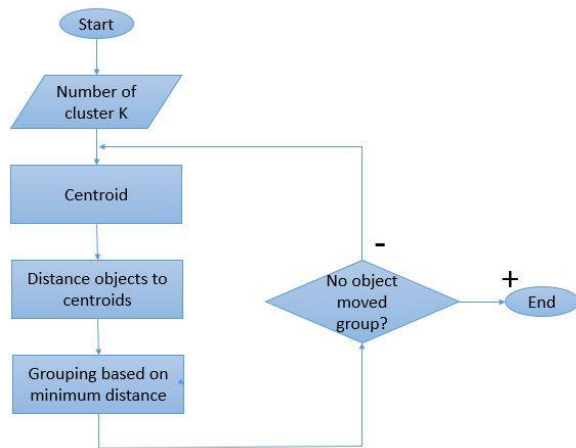 Start
Number of
cluster K
Centroid
Distance objects to
centroids
Grouping based on
minimum distance
-
No object
moved
group?
+
End